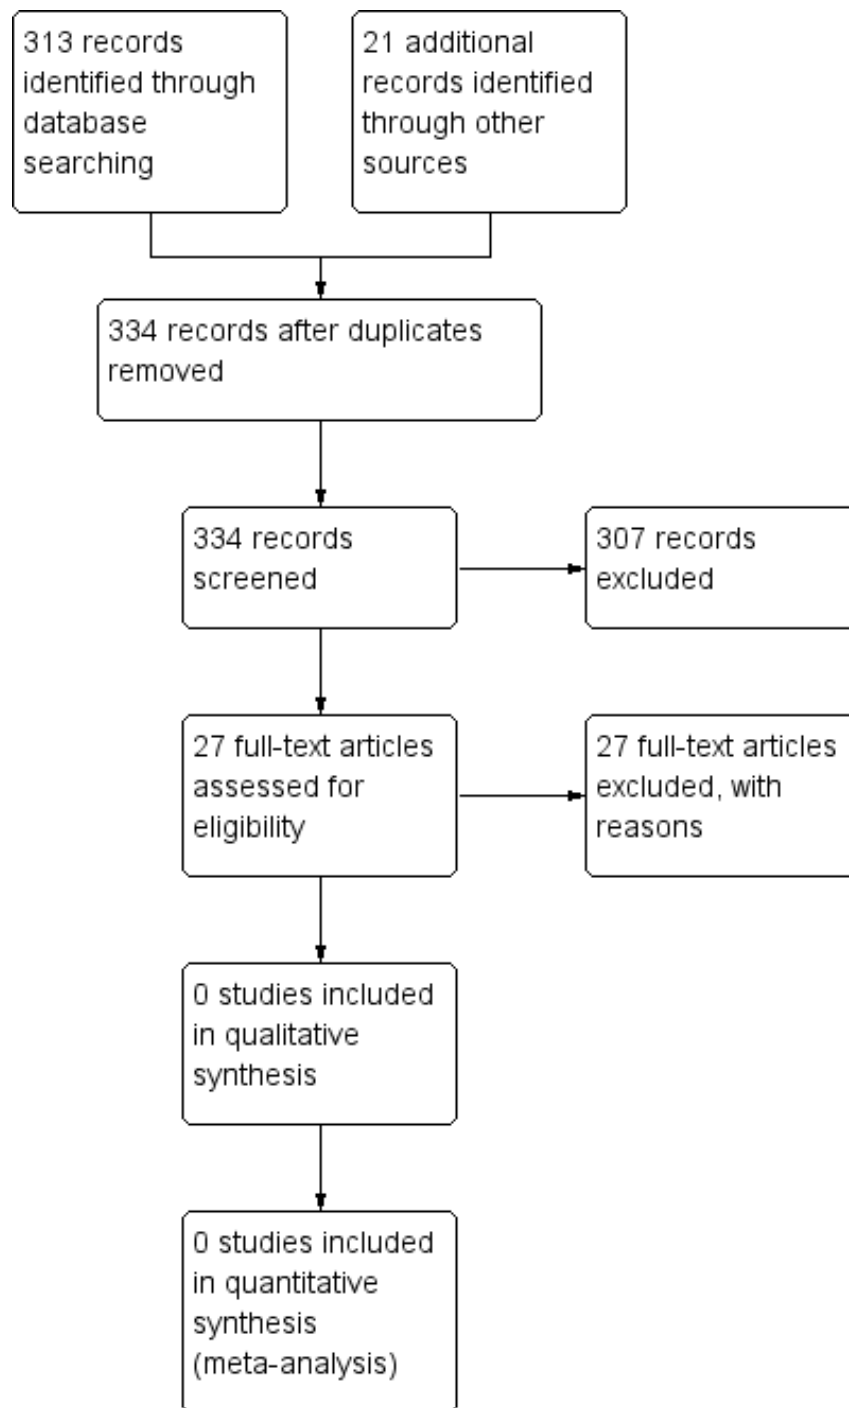 313 records
identified through
database
searching
21 additional
records identified
through other
sources
334 records after duplicates
removed
334 records
screened
307 records
excluded
27 full-text articles
assessed for
eligibility
27 full-text articles
excluded, with
reasons
0 studies included
in qualitative
synthesis
0 studies included
in quantitative
synthesis
(meta-analysis)